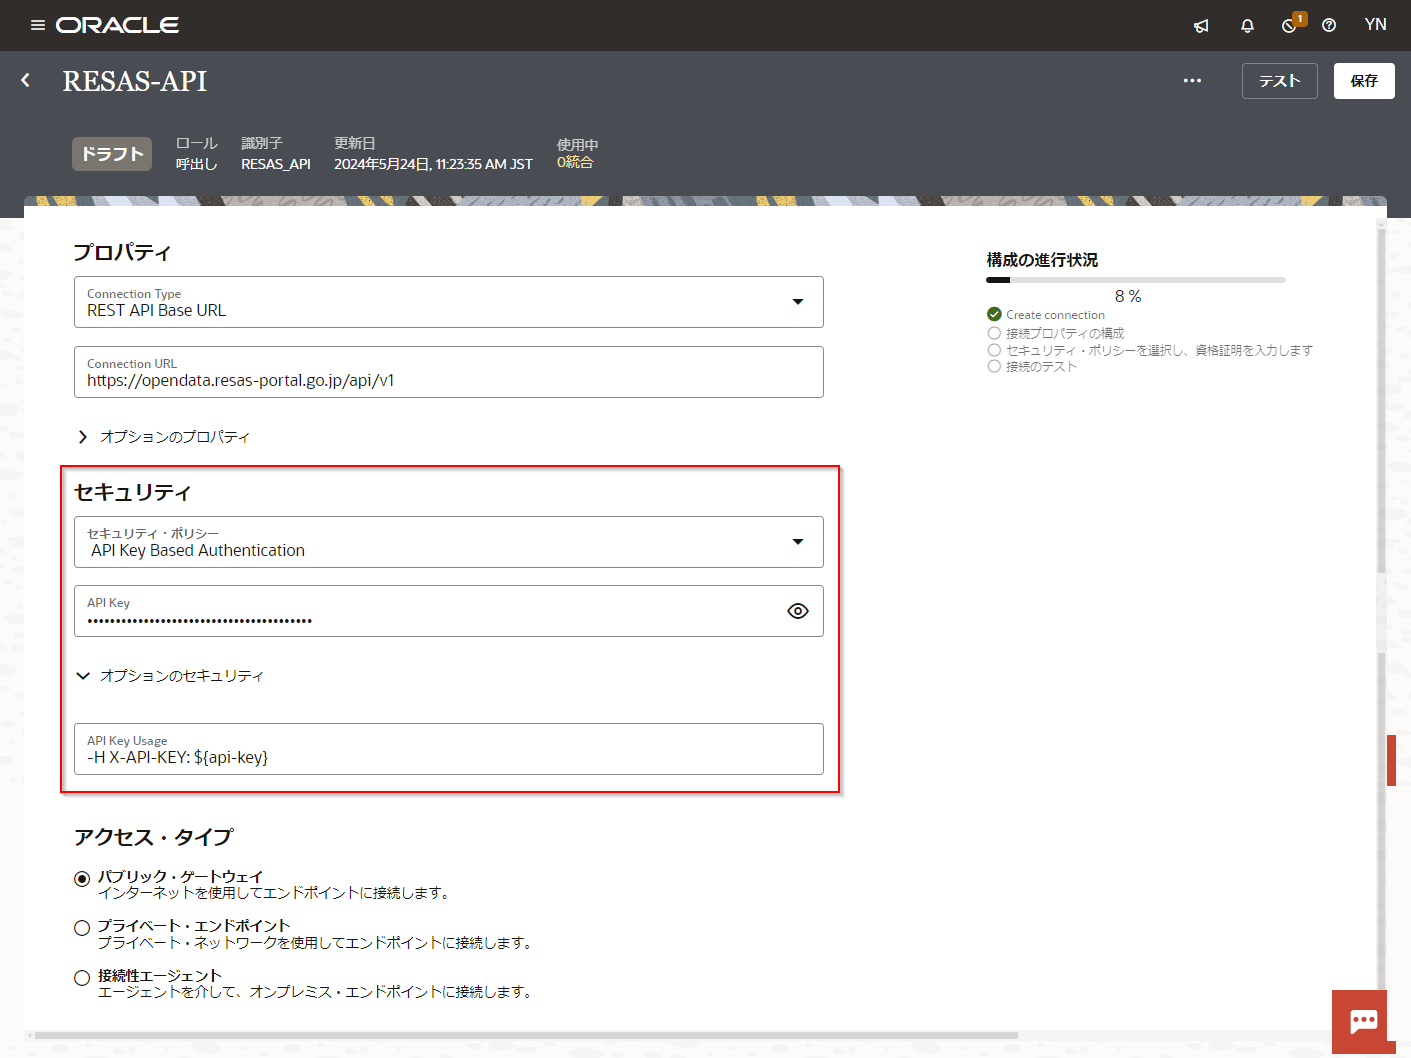 ORACLE
1
YN
RESAS-API
テスト
保存
ドラフト
ロール
呼出し
識別子
RESAS_API
更新日
2024年5月24日, 11:23:35 AM JST
使用中
0統合
プロパティ
Connection Type
REST API Base URL
Connection URL
https://opendata.resas-portal.go.jp/api/v1
オプションのプロパティ
セキュリティ
セキュリティ・ポリシー
API Key Based Authentication
API Key
••••••••••••••••••••••••••••••••••••••••
オプションのセキュリティ
API Key Usage
-H X-API-KEY: ${api-key}
アクセス・タイプ
パブリック・ゲートウェイ
インターネットを使用してエンドポイントに接続します。
プライベート・エンドポイント
プライベート・ネットワークを使用してエンドポイントに接続します。
接続性エージェント
エージェントを介して、オンプレミス・エンドポイントに接続します。
構成の進行状況
8 %
Create connection
接続プロパティの構成
セキュリティ・ポリシーを選択し、資格証明を入力します
接続のテスト